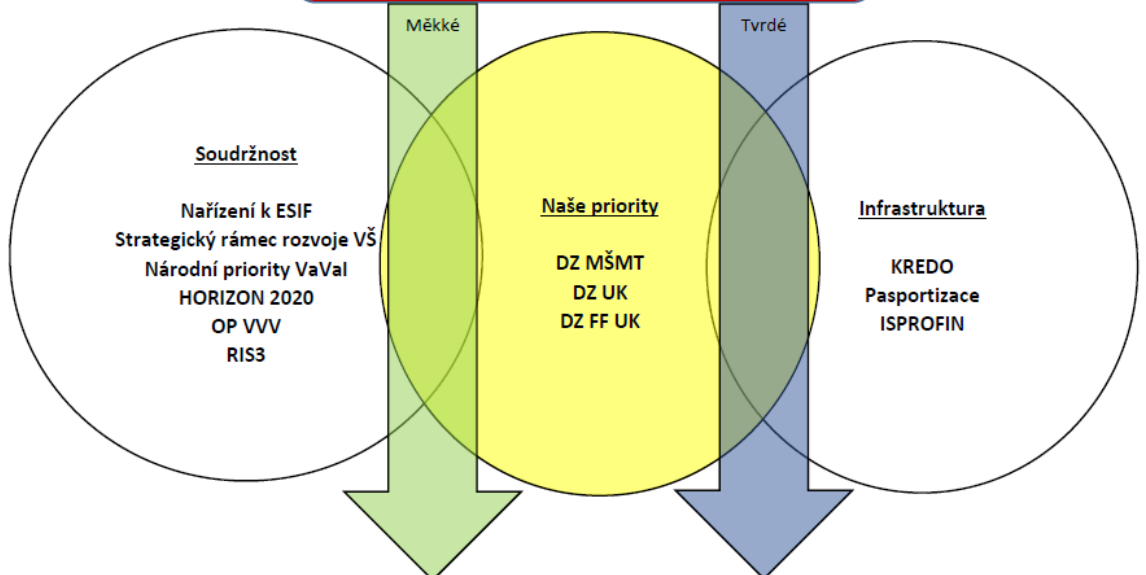 Měkké
Tvrdé
Soudržnost
Nařízení k ESIF
Strategický rámec rozvoje VŠ
Národní priority VaVaI
HORIZON 2020
OP VVV
RIS3
Naše priority
DZ MŠMT
DZ UK
DZ FF UK
Infrastruktura
KREDO
Pasportizace
ISPROFIN